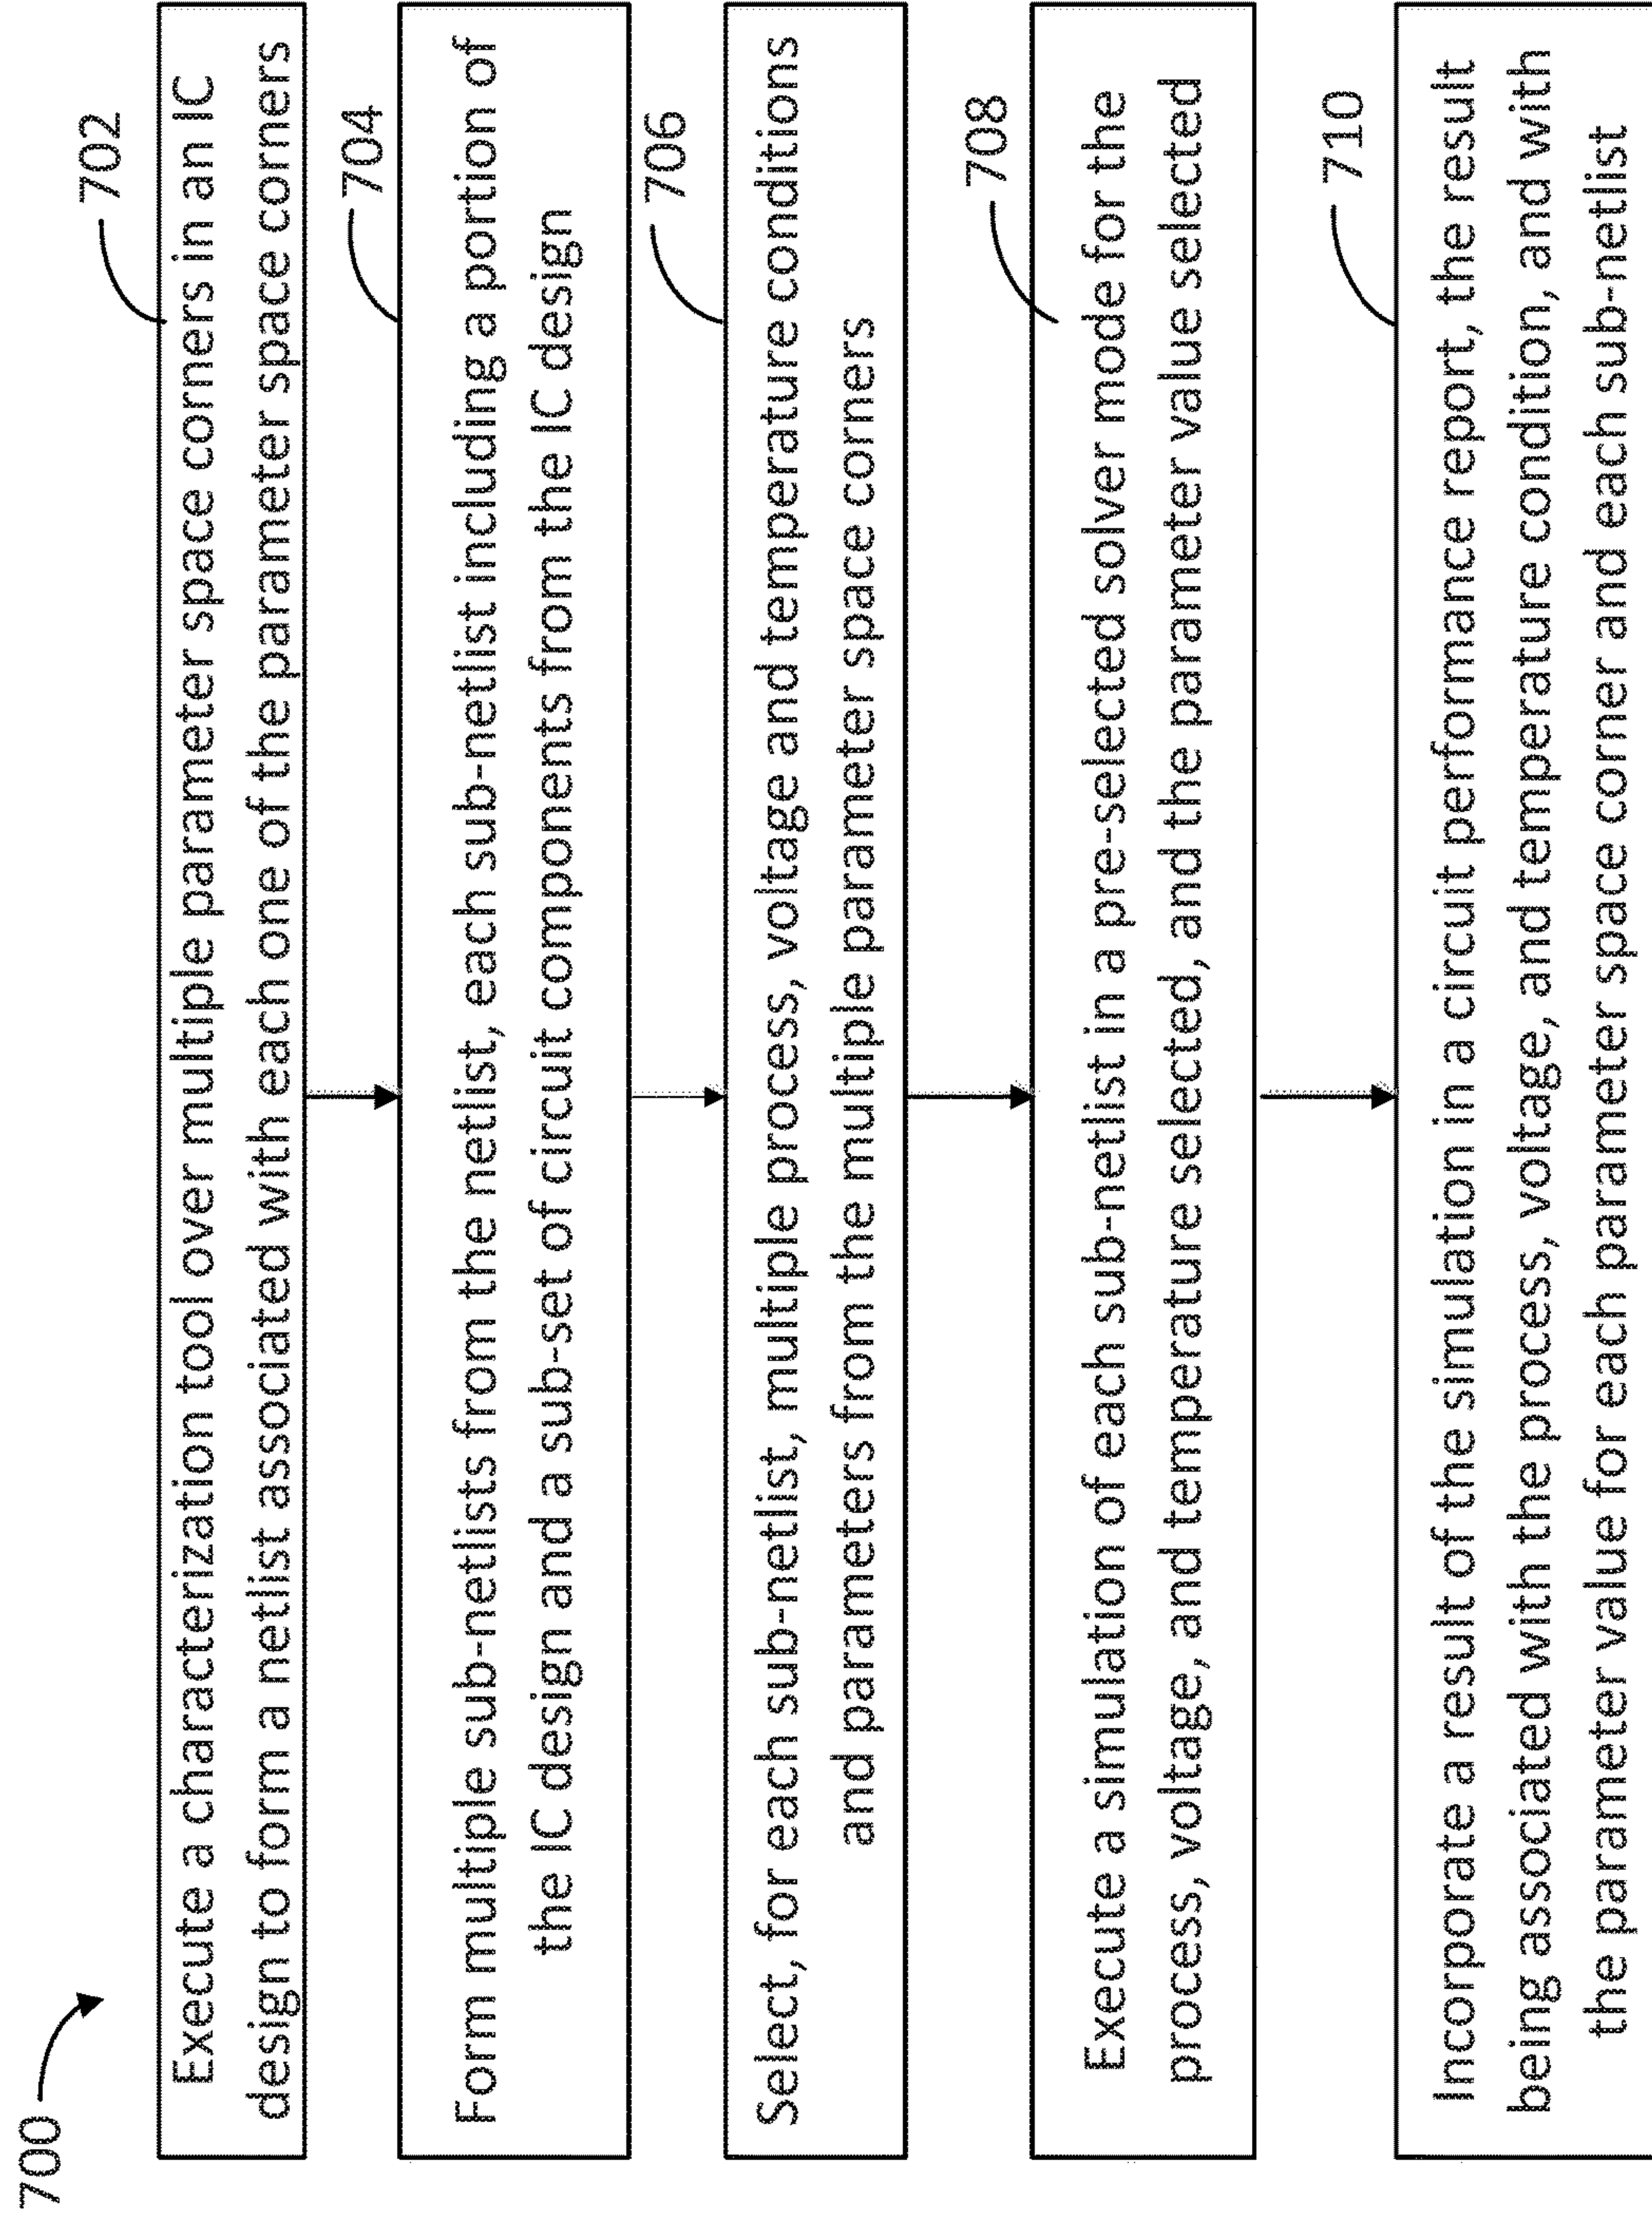 700
702
Execute a characterization tool over multiple parameter space corners in an IC
design to form a netlist associated with each one of the parameter space corners
704
Form multiple sub-netlists from the netlist, each sub-netlist including a portion of
the IC design and a sub-set of circuit components from the IC design
706
Select, for each sub-netlist, multiple process, voltage and temperature conditions
and parameters from the multiple parameter space corners
708
Execute a simulation of each sub-netlist in a pre-selected solver mode for the
process, voltage, and temperature selected, and the parameter value selected
710
Incorporate a result of the simulation in a circuit performance report, the result
being associated with the process, voltage, and temperature condition, and with
the parameter value for each parameter space corner and each sub-netlist